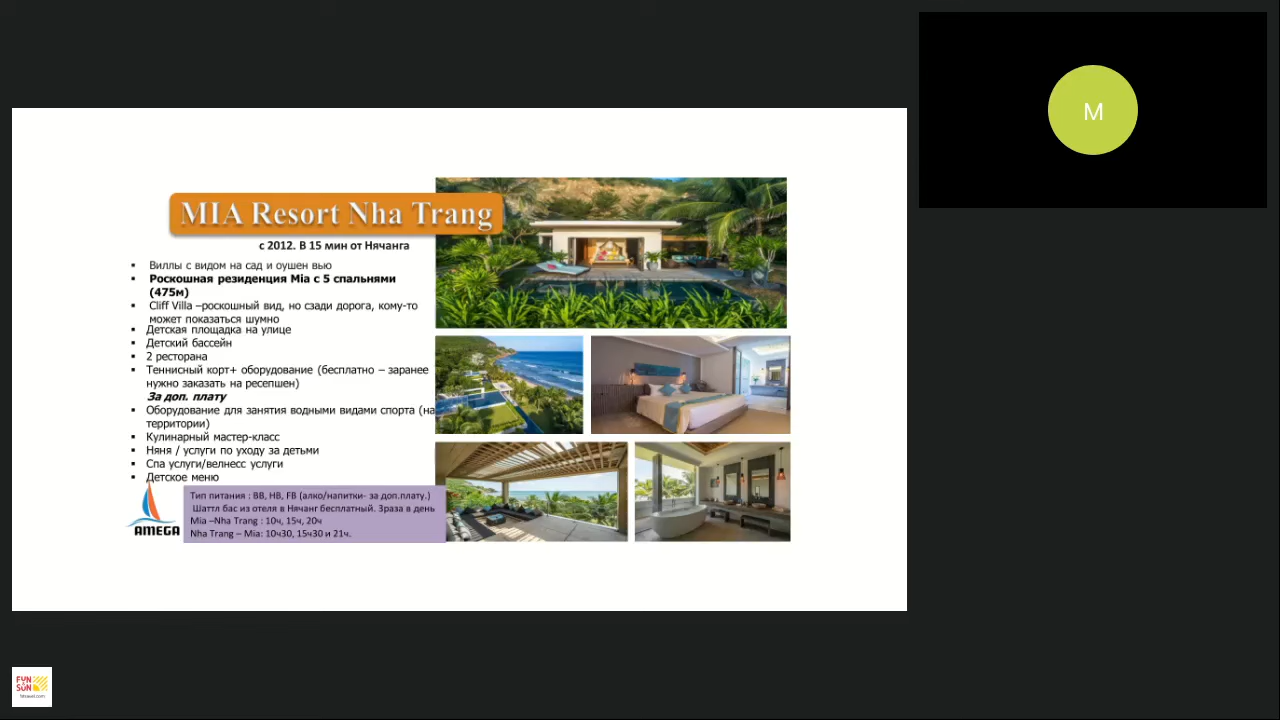 M
MIA Resort Nha Trang
с 2012. В 15 мин от Нячанга
▪ Виллы с видом на сад и оушен вью
▪ Роскошная резиденция Mia с 5 спальнями
(475м)
▪ Cliff Villa –роскошный вид, но сзади дорога, кому-то
может показаться шумно
▪ Детская площадка на улице
▪ Детский бассейн
▪ 2 ресторана
▪ Теннисный корт+ оборудование (бесплатно – заранее
нужно заказать на ресепшен)
За доп. плату
▪ Оборудование для занятия водными видами спорта (на
территории)
▪ Кулинарный мастер-класс
▪ Няня / услуги по уходу за детьми
▪ Спа услуги/велнесс услуги
▪ Детское меню
AMEGA
Тип питания : BB, HB, FB (алко/напитки- за доп.плату.)
Шаттл бас из отеля в Нячанг бесплатный. 3раза в день
Mia –Nha Trang : 10ч, 15ч, 20ч
Nha Trang – Mia: 10ч30, 15ч30 и 21ч.
FUN
&SUN